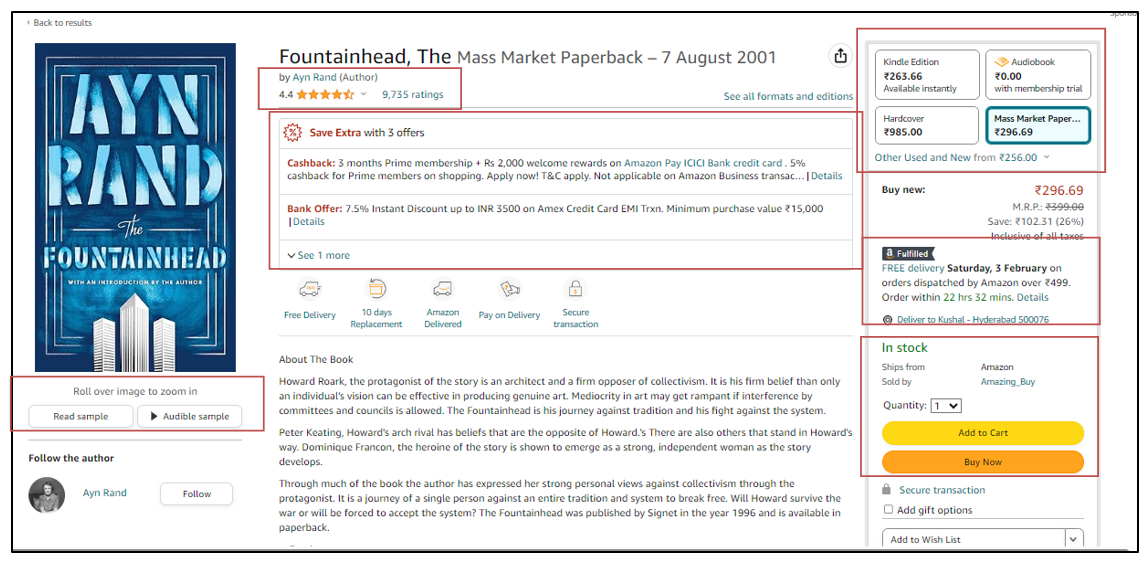 Sponso
‹ Back to results
AYN
RAND
The
FOUNTAINHEAD
WITH AN INTRODUCTION BY THE AUTHOR
Roll over image to zoom in
Read sample
Audible sample
Follow the author
Ayn Rand
Follow
Fountainhead, The Mass Market Paperback – 7 August 2001
by Ayn Rand (Author)
4.4
9,735 ratings
See all formats and editions
Save Extra with 3 offers
Cashback: 3 months Prime membership + Rs 2,000 welcome rewards on Amazon Pay ICICI Bank credit card . 5%
cashback for Prime members on shopping. Apply now! T&C apply. Not applicable on Amazon Business transac... | Details
Bank Offer: 7.5% Instant Discount up to INR 3500 on Amex Credit Card EMI Trxn. Minimum purchase value ₹15,000
| Details
See 1 more
Free Delivery
10 days
Replacement
Amazon
Delivered
Pay on Delivery
Secure
transaction
About The Book
Howard Roark, the protagonist of the story is an architect and a firm opposer of collectivism. It is his firm belief than only
an individual's vision can be effective in producing genuine art. Mediocrity in art may get rampant if interference by
committees and councils is allowed. The Fountainhead is his journey against tradition and his fight against the system.
Peter Keating, Howard's arch rival has beliefs that are the opposite of Howard.'s There are also others that stand in Howard's
way. Dominique Francon, the heroine of the story is shown to emerge as a strong, independent woman as the story
develops.
Through much of the book the author has expressed her strong personal views against collectivism through the
protagonist. It is a journey of a single person against an entire tradition and system to break free. Will Howard survive the
war or will be forced to accept the system? The Fountainhead was published by Signet in the year 1996 and is available in
paperback.
Kindle Edition
₹263.66
Available instantly
Audiobook
₹0.00
with membership trial
Hardcover
₹985.00
Mass Market Paper...
₹296.69
Other Used and New from ₹256.00
Buy new:
₹296.69
M.R.P.: ₹399.00
Save: ₹102.31 (26%)
Inclusive of all taxes
a Fulfilled
FREE delivery Saturday, 3 February on
orders dispatched by Amazon over ₹499.
Order within 22 hrs 32 mins. Details
Deliver to Kushal - Hyderabad 500076
In stock
Ships from Amazon
Sold by Amazing_Buy
Quantity: 1
Add to Cart
Buy Now
Secure transaction
Add gift options
Add to Wish List